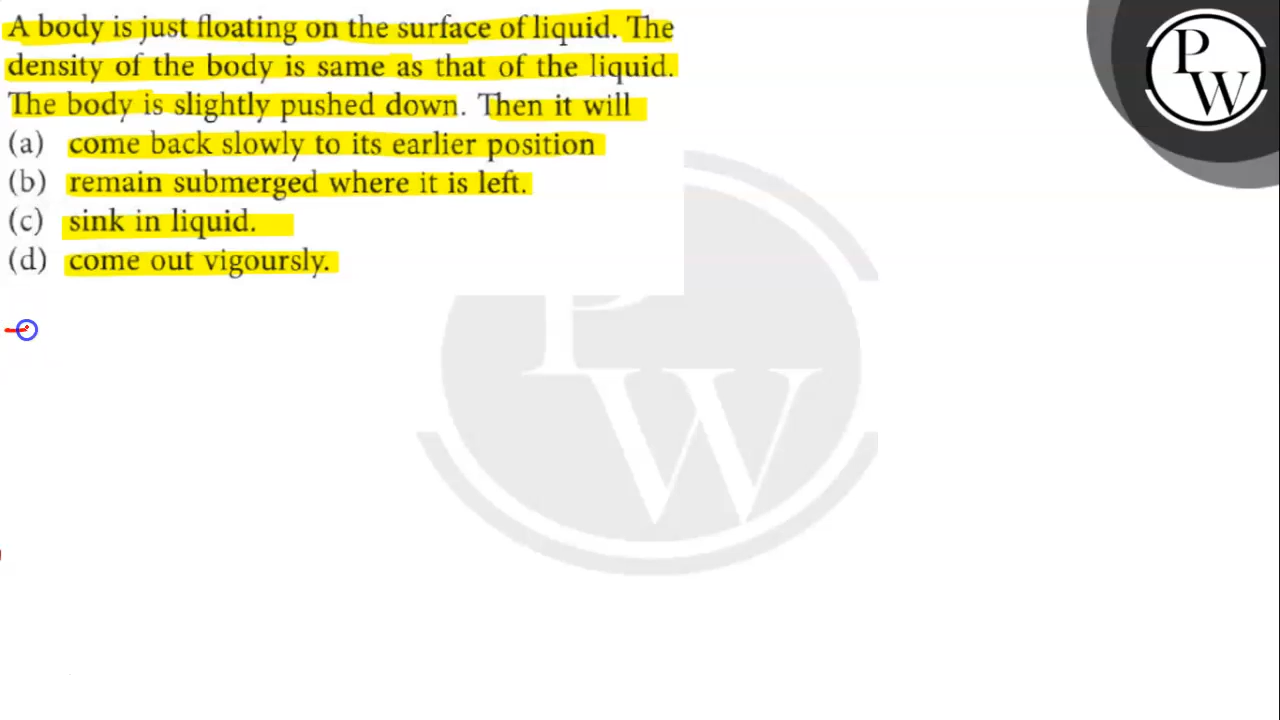 A body is just floating on the surface of liquid. The
density of the body is same as that of the liquid.
The body is slightly pushed down. Then it will
(a) come back slowly to its earlier position
(b) remain submerged where it is left.
(c) sink in liquid.
(d) come out vigoursly.
P
W
P
W